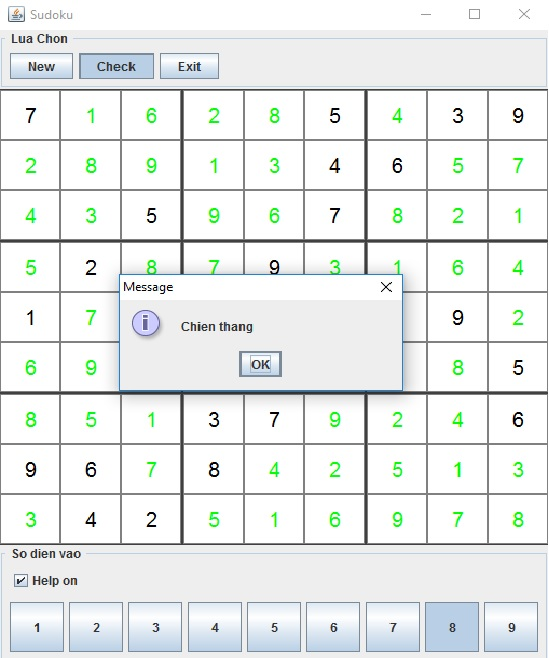 Sudoku
Lua Chon
New Check Exit
7 1 6 2 8 5 4 3 9
2 8 9 1 3 4 6 5 7
4 3 5 9 6 7 8 2 1
5 2 8 7 9 3 1 6 4
Message
1 7 9 2
Chien thang
6 9 8 5
OK
8 5 1 3 7 9 2 4 6
9 6 7 8 4 2 5 1 3
3 4 2 5 1 6 9 7 8
So dien vao
Help on
1 2 3 4 5 6 7 8 9